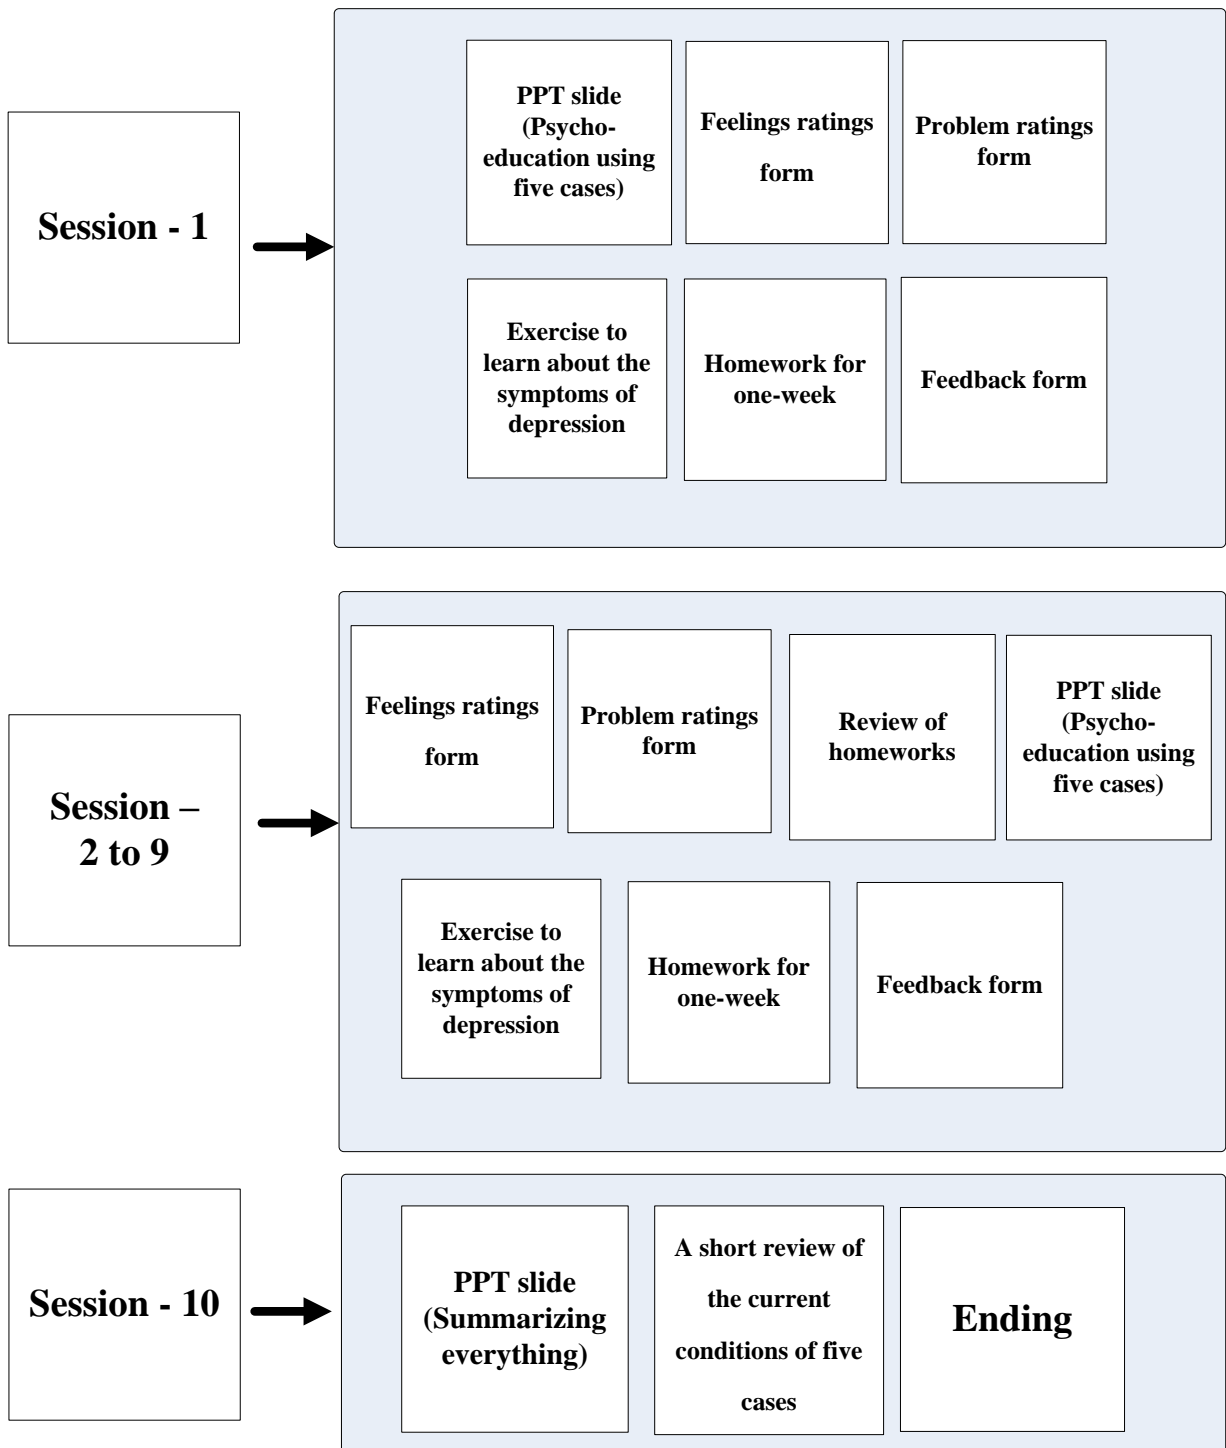 Session - 1
PPT slide
(Psycho-
education using
five cases)
Feelings ratings
form
Problem ratings
form
Exercise to
learn about the
symptoms of
depression
Homework for
one-week
Feedback form
Session –
2 to 9
Feelings ratings
form
Problem ratings
form
Review of
homeworks
PPT slide
(Psycho-
education using
five cases)
Exercise to
learn about the
symptoms of
depression
Homework for
one-week
Feedback form
Session - 10
PPT slide
(Summarizing
everything)
A short review of
the current
conditions of five
cases
Ending